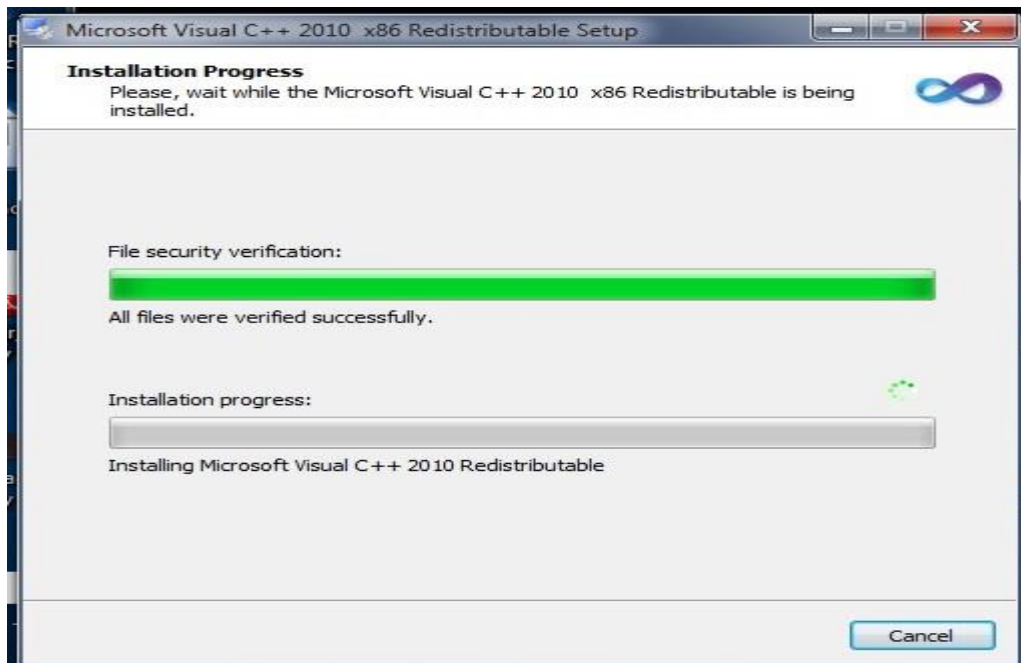 Microsoft Visual C++ 2010 x86 Redistributable Setup
Installation Progress
Please, wait while the Microsoft Visual C++ 2010 x86 Redistributable is being
installed.
File security verification:
All files were verified successfully.
Installation progress:
Installing Microsoft Visual C++ 2010 Redistributable
Cancel